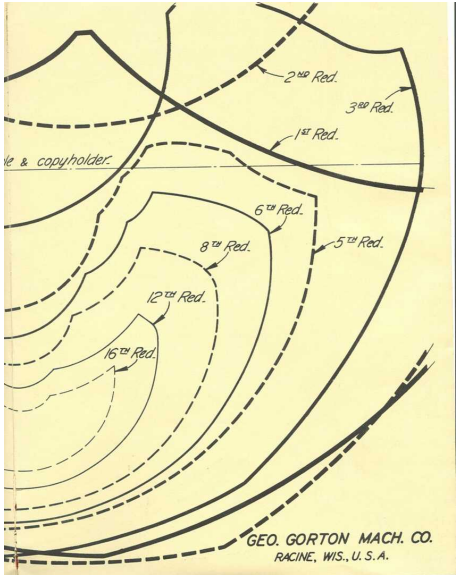 2ND Red.
3RD Red.
1ST Red.
& copyholder
6TH Red.
8TH Red.
5TH Red.
12TH Red.
16TH Red.
GEO. GORTON MACH. CO.
RACINE, WIS., U.S.A.